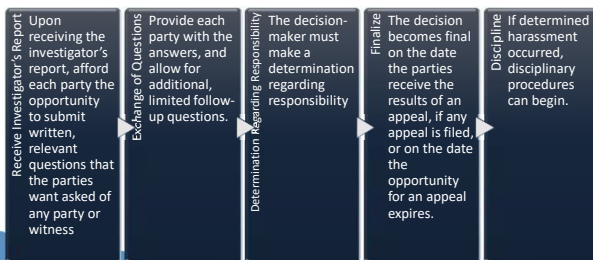 Receive Investigator's Report
Upon
receiving the
investigator's
report, afford
each party the
opportunity
to submit
written,
relevant
questions that
the parties
want asked of
any party or
witness
Exchange of Questions
Provide each
party with the
answers, and
allow for
additional,
limited follow-
up questions.
Determination Regarding Responsibility
The decision-
maker must
make a
determination
regarding
responsibility
Finalize
The decision
becomes final
on the date
the parties
receive the
results of an
appeal, if any
appeal is filed,
or on the date
the
opportunity
for an appeal
expires.
Discipline
If determined
harassment
occurred,
disciplinary
procedures
can begin.